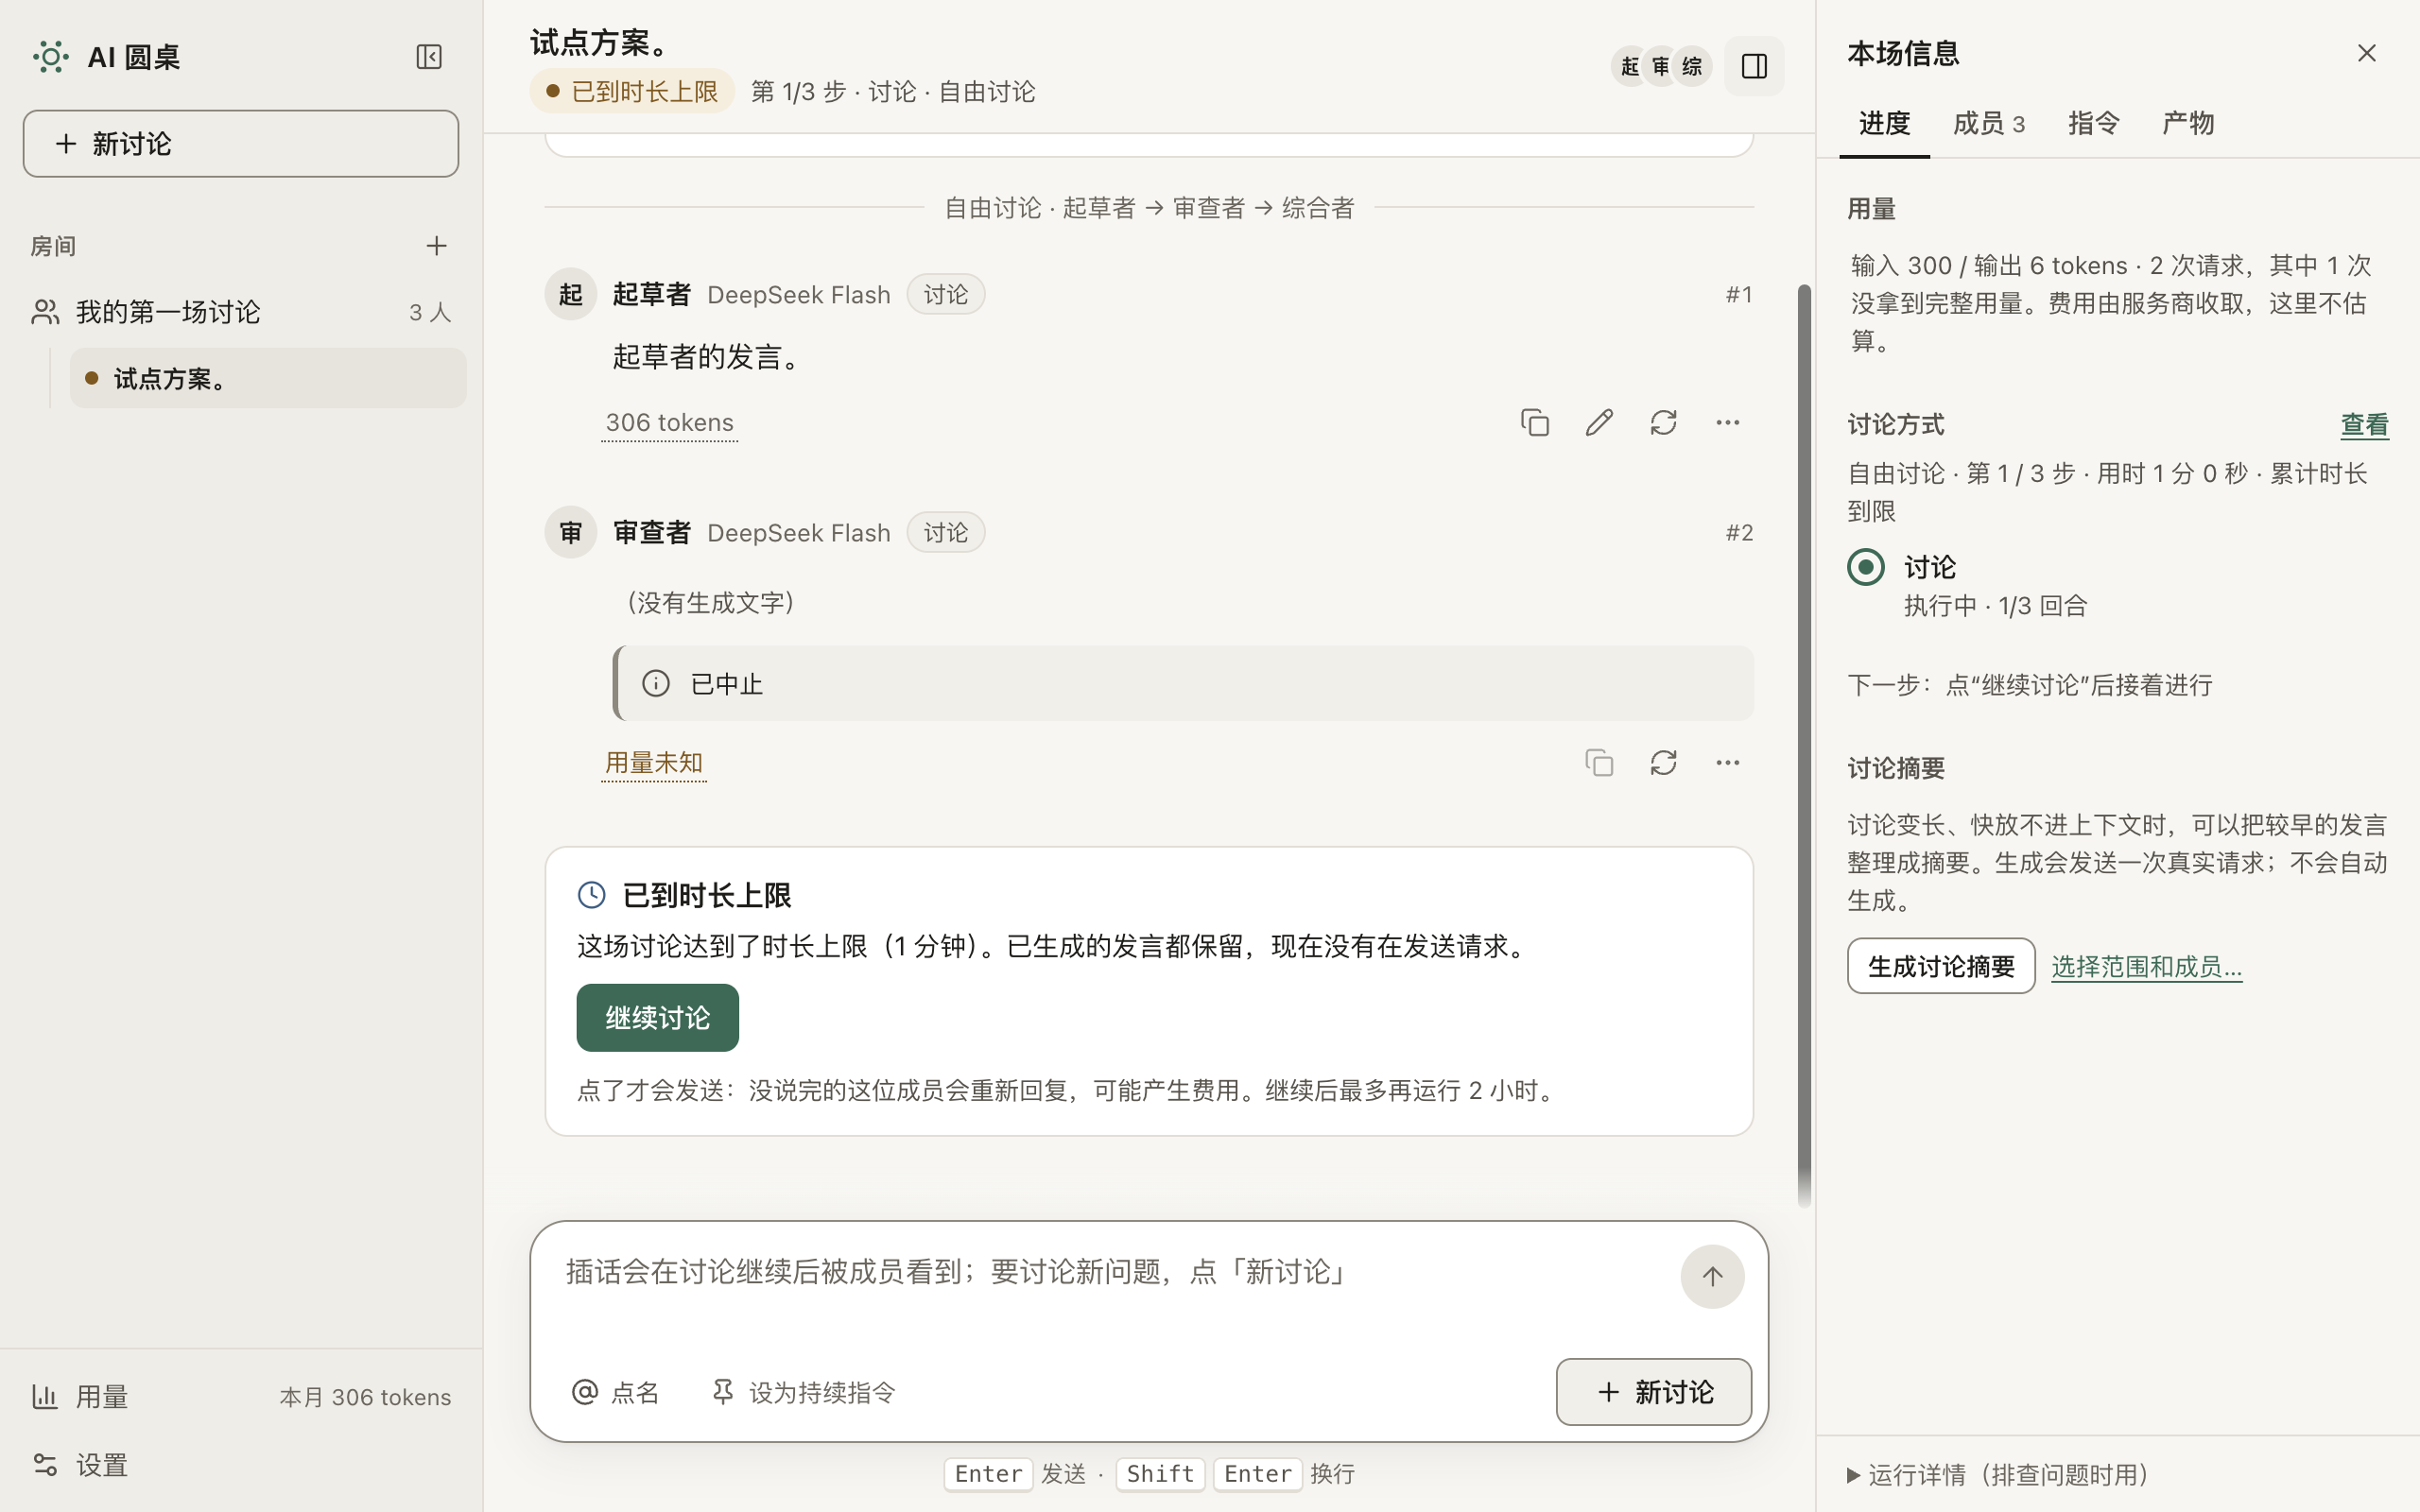 AI 圆桌
新讨论
房间
我的第一场讨论 3 人
试点方案。
用量 本月 306 tokens
设置
试点方案。
已到时长上限 第 1/3 步 · 讨论 · 自由讨论
起 审 综
自由讨论 · 起草者 → 审查者 → 综合者
起 起草者 DeepSeek Flash 讨论 #1
起草者的发言。
306 tokens
审 审查者 DeepSeek Flash 讨论 #2
（没有生成文字）
已中止
用量未知
已到时长上限
这场讨论达到了时长上限（1 分钟）。已生成的发言都保留，现在没有在发送请求。
继续讨论
点了才会发送：没说完的这位成员会重新回复，可能产生费用。继续后最多再运行 2 小时。
插话会在讨论继续后被成员看到；要讨论新问题，点「新讨论」
点名 设为持续指令 新讨论
Enter 发送 · Shift Enter 换行
本场信息
进度 成员 3 指令 产物
用量
输入 300 / 输出 6 tokens · 2 次请求，其中 1 次
没拿到完整用量。费用由服务商收取，这里不估
算。
讨论方式 查看
自由讨论 · 第 1 / 3 步 · 用时 1 分 0 秒 · 累计时长
到限
讨论
执行中 · 1/3 回合
下一步：点“继续讨论”后接着进行
讨论摘要
讨论变长、快放不进上下文时，可以把较早的发言
整理成摘要。生成会发送一次真实请求；不会自动
生成。
生成讨论摘要 选择范围和成员...
运行详情（排查问题时用）